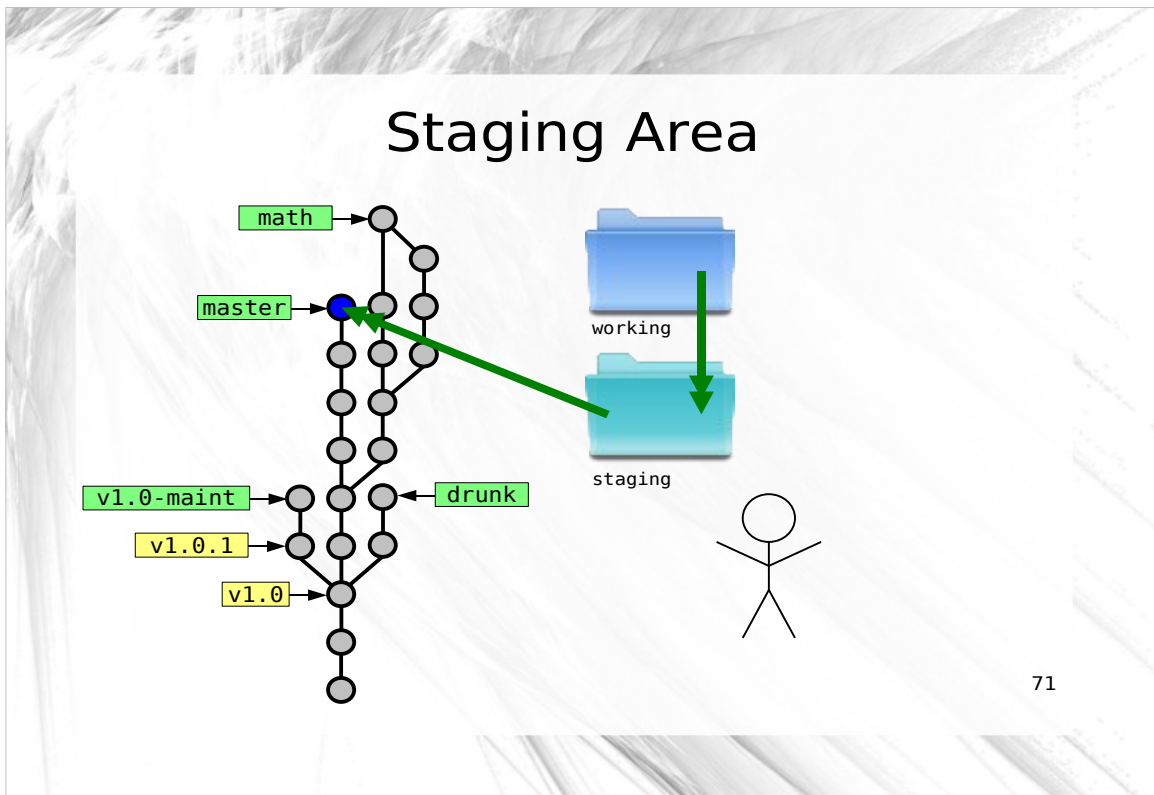 Staging Area
math
master
working
staging
v1.0-maint
drunk
v1.0.1
v1.0
71